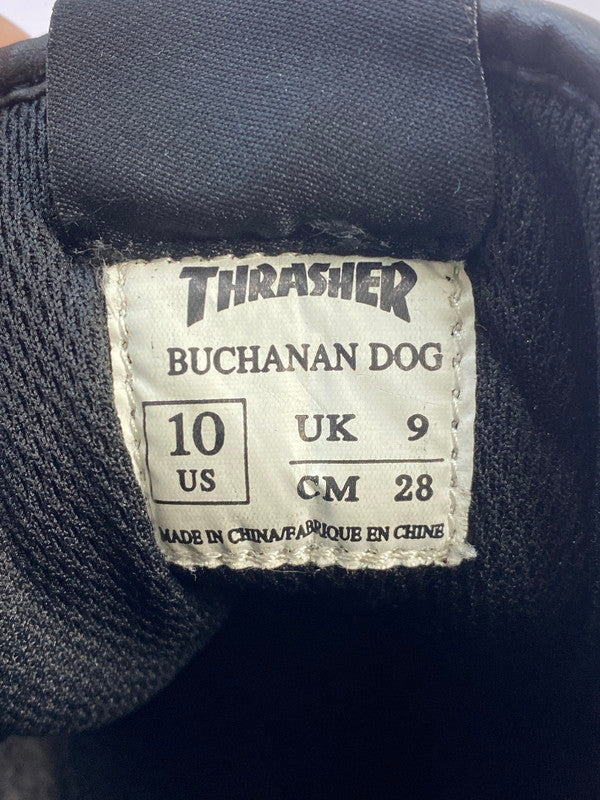 THRASHER
BUCHANAN DOG
10 US
UK 9
CM 28
MADE IN CHINA/FABRIQUE EN CHINE